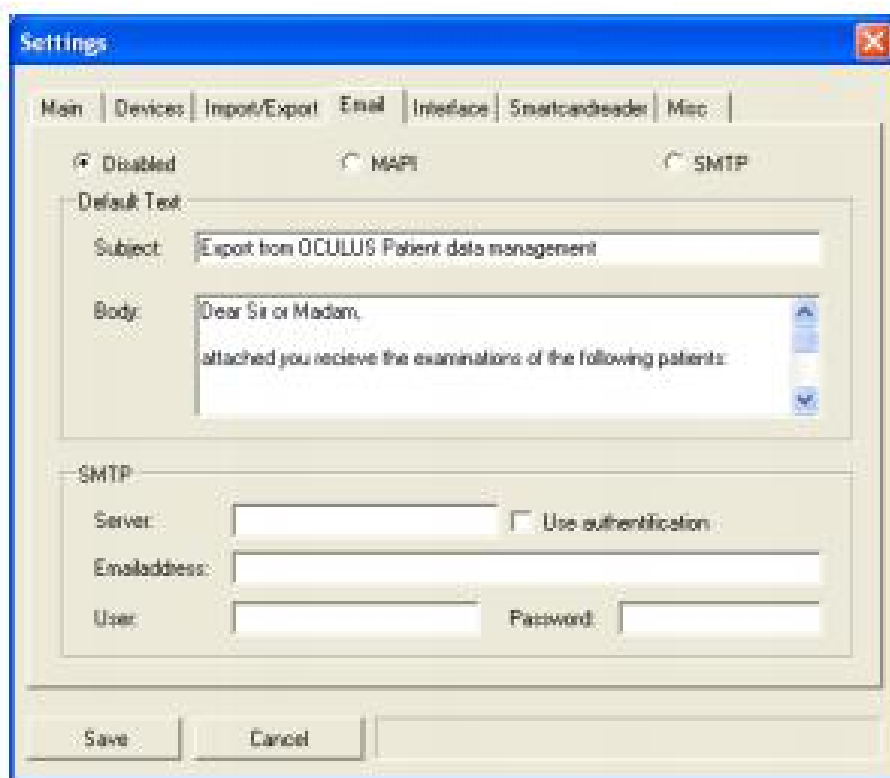 Settings
Main Devices Import/Export Email Interface Smartcardreader Misc
Disabled MAPI SMTP
Default Text
Subject: Export from OCULUS Patient data management
Body: Dear Sir or Madam,
attached you recieve the examinations of the following patients:
SMTP
Server: Use authentification
Emailaddress:
User: Password:
Save Cancel